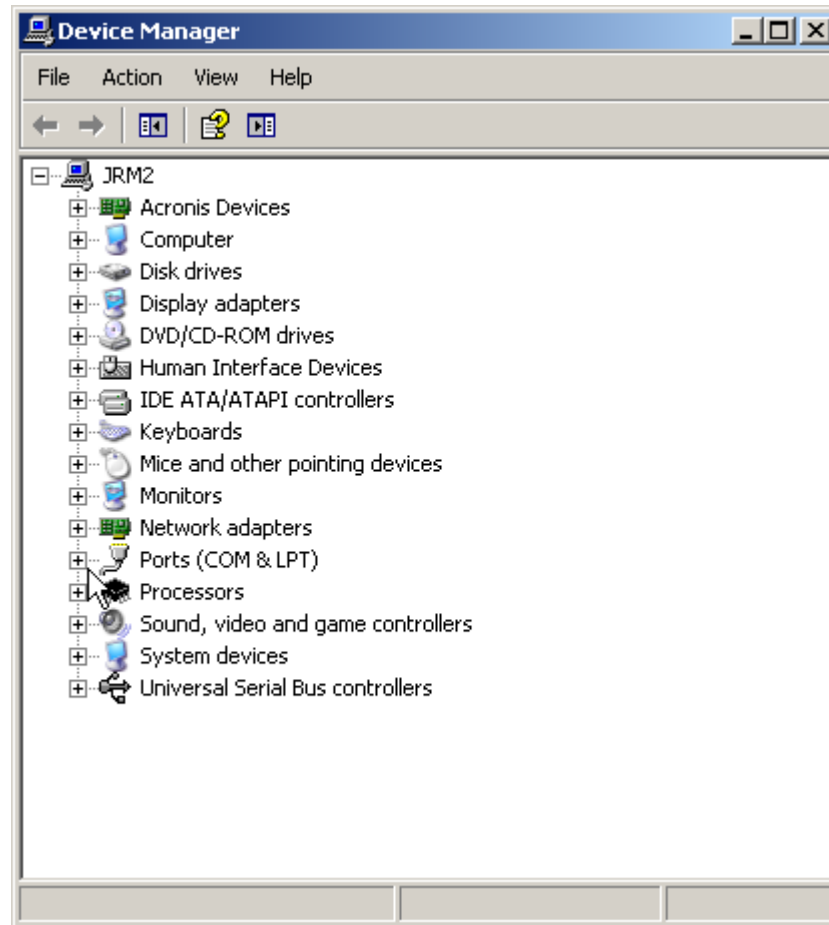 Device Manager
File Action View Help
JRM2
Acronis Devices
Computer
Disk drives
Display adapters
DVD/CD-ROM drives
Human Interface Devices
IDE ATA/ATAPI controllers
Keyboards
Mice and other pointing devices
Monitors
Network adapters
Ports (COM & LPT)
Processors
Sound, video and game controllers
System devices
Universal Serial Bus controllers